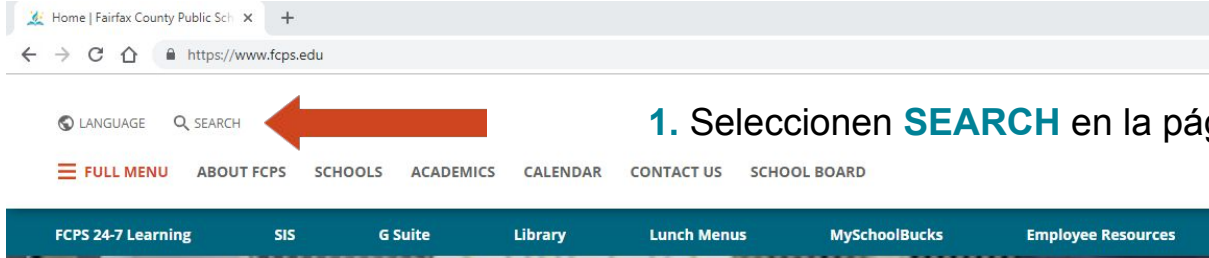 Home | Fairfax County Public Sch
https://www.fcps.edu
LANGUAGE SEARCH
1. Seleccionen SEARCH en la
FULL MENU ABOUT FCPS SCHOOLS ACADEMICS CALENDAR CONTACT US SCHOOL BOARD
FCPS 24-7 Learning SIS G Suite Library Lunch Menus MySchoolBucks Employee Resources